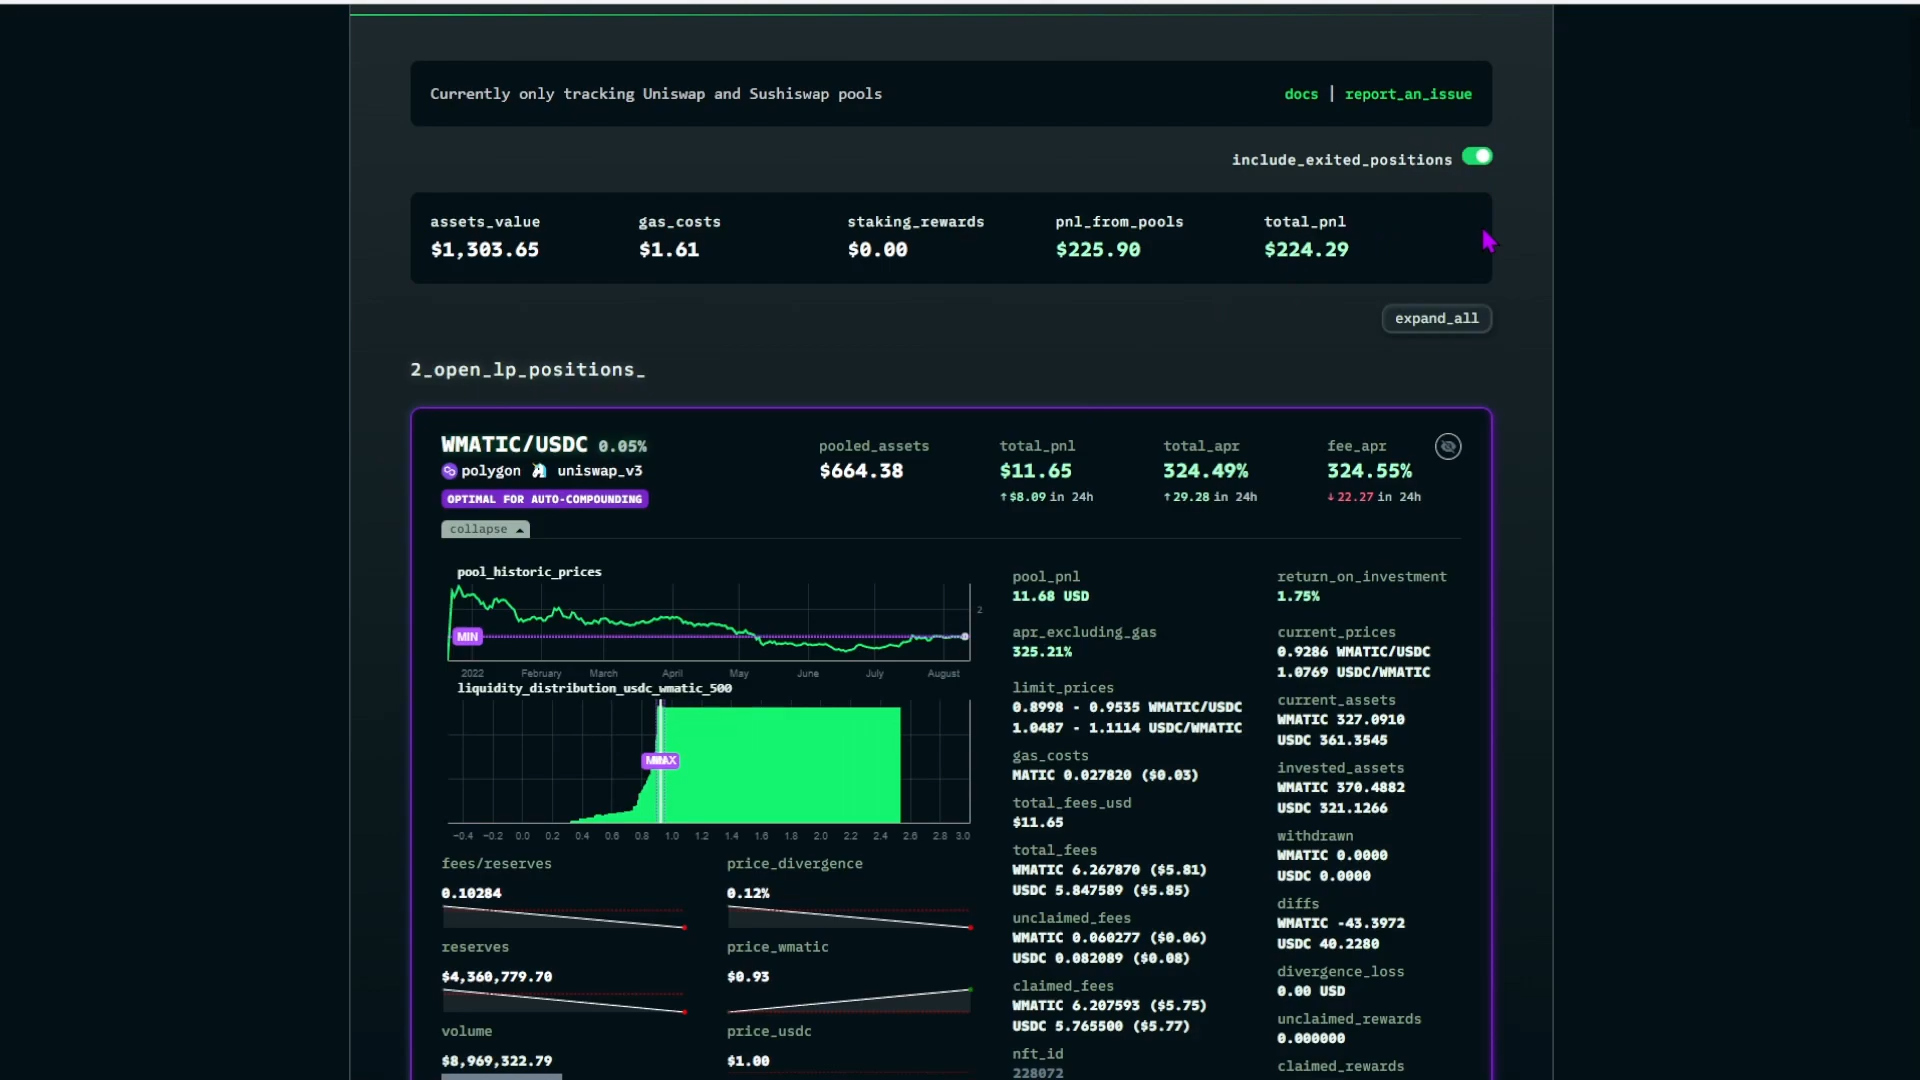 Currently only tracking Uniswap and Sushiswap pools
docs | report_an_issue
include_exited_positions
assets_value
$1,303.65
gas_costs
$1.61
staking_rewards
$0.00
pnl_from_pools
$225.90
total_pnl
$224.29
expand_all
2_open_lp_positions_
WMATIC/USDC 0.05%
polygon uniswap_v3
OPTIMAL FOR AUTO-COMPOUNDING
collapse
pooled_assets
$664.38
total_pnl
$11.65
↑$8.09 in 24h
total_apr
324.49%
↑29.28 in 24h
fee_apr
324.55%
↓22.27 in 24h
pool_historic_prices
2
MIN
2022 February March April May June July August
liquidity_distribution_usdc_wmatic_500
−0.4 −0.2 0.0 0.2 0.4 0.6 0.8 1.0 1.2 1.4 1.6 1.8 2.0 2.2 2.4 2.6 2.8 3.0
fees/reserves
0.10284
price_divergence
0.12%
reserves
$4,360,779.70
price_wmatic
$0.93
volume
$8,969,322.79
price_usdc
$1.00
pool_pnl
11.68 USD
apr_excluding_gas
325.21%
limit_prices
0.8998 - 0.9535 WMATIC/USDC
1.0487 - 1.1114 USDC/WMATIC
gas_costs
MATIC 0.027820 ($0.03)
total_fees_usd
$11.65
total_fees
WMATIC 6.267870 ($5.81)
USDC 5.847589 ($5.85)
unclaimed_fees
WMATIC 0.060277 ($0.06)
USDC 0.082089 ($0.08)
claimed_fees
WMATIC 6.207593 ($5.75)
USDC 5.765500 ($5.77)
nft_id
228072
return_on_investment
1.75%
current_prices
0.9286 WMATIC/USDC
1.0769 USDC/WMATIC
current_assets
WMATIC 327.0910
USDC 361.3545
invested_assets
WMATIC 370.4882
USDC 321.1266
withdrawn
WMATIC 0.0000
USDC 0.0000
diffs
WMATIC -43.3972
USDC 40.2280
divergence_loss
0.00 USD
unclaimed_rewards
0.000000
claimed_rewards